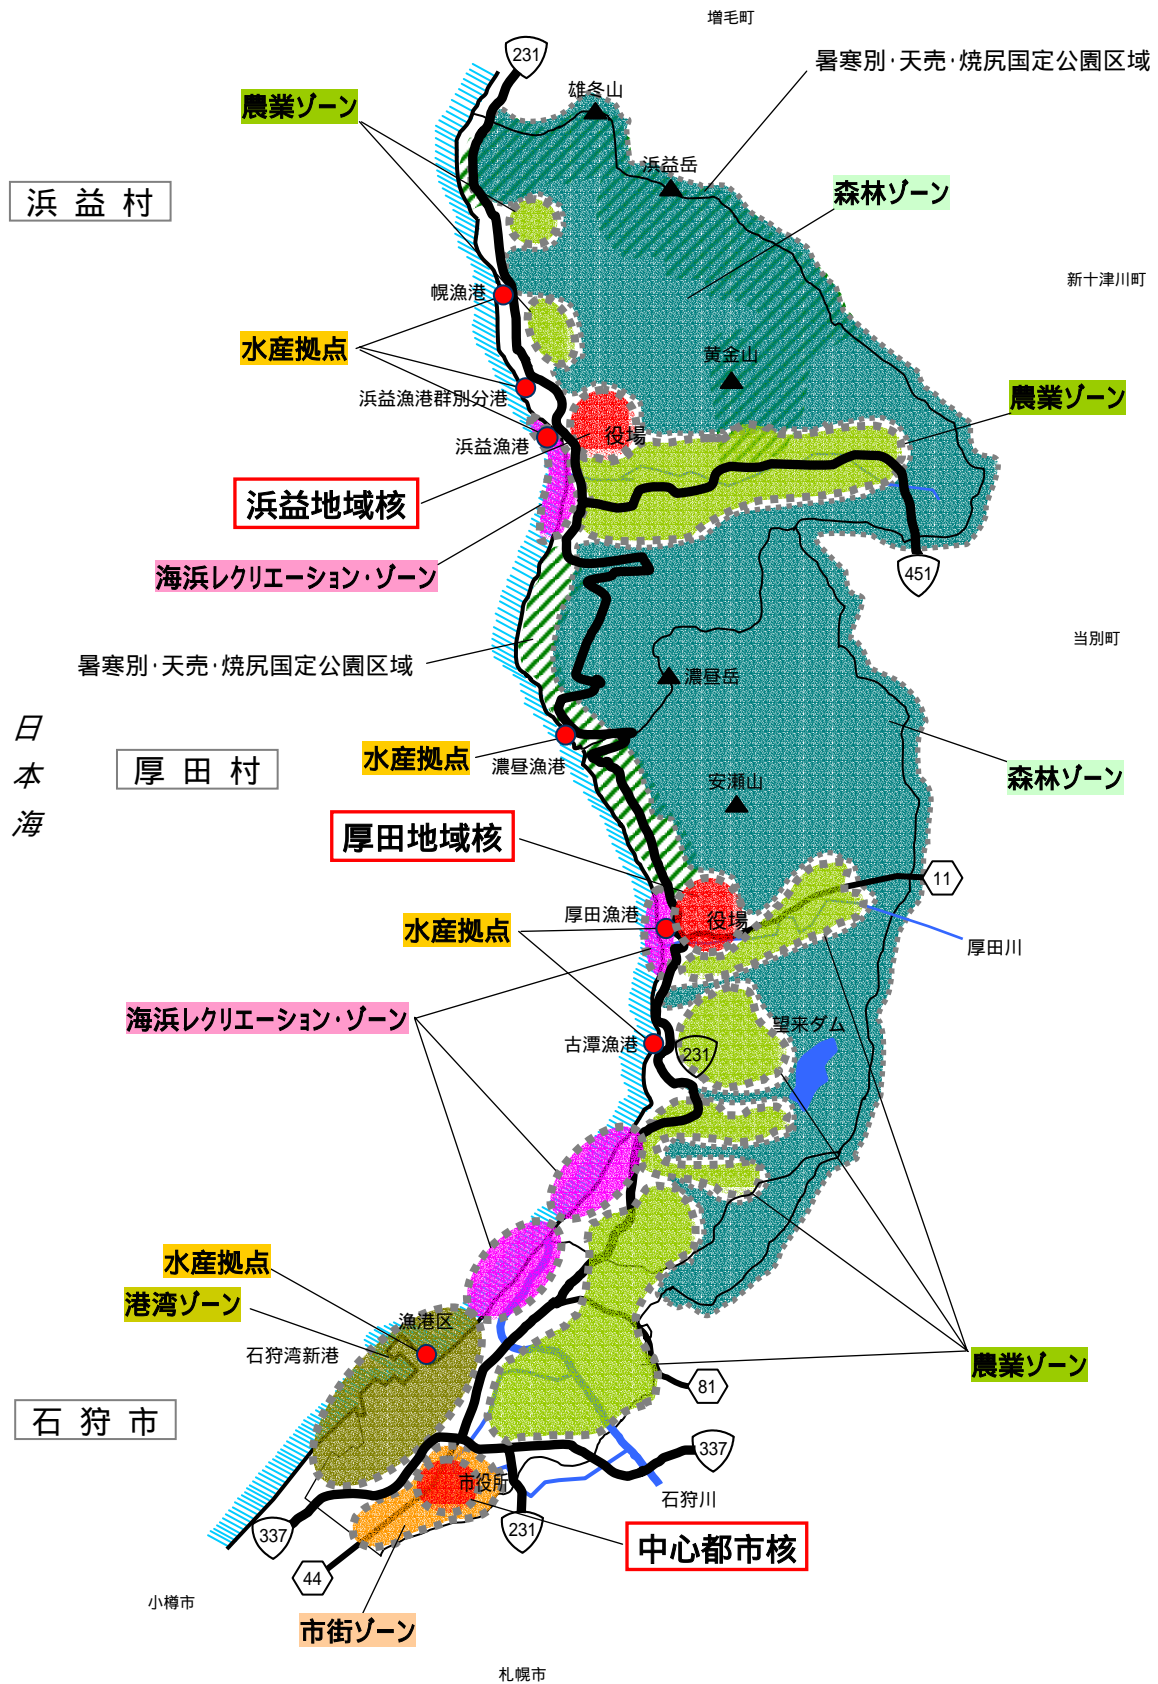 増毛町
231
暑寒別・天売・焼尻国定公園区域
雄冬山
農業ゾーン
浜益岳
森林ゾーン
浜益村
新十津川町
幌漁港
水産拠点
黄金山
浜益漁港群別分港
農業ゾーン
役場
浜益漁港
浜益地域核
海浜レクリエーション・ゾーン
451
当別町
暑寒別・天売・焼尻国定公園区域
濃昼岳
日本海
厚田村
水産拠点
濃昼漁港
森林ゾーン
安瀬山
厚田地域核
11
厚田漁港
役場
水産拠点
厚田川
海浜レクリエーション・ゾーン
望来ダム
古潭漁港
231
水産拠点
港湾ゾーン
漁港区
石狩湾新港
農業ゾーン
81
石狩市
337
市役所
石狩川
337
231
中心都市核
44
小樽市
市街ゾーン
札幌市